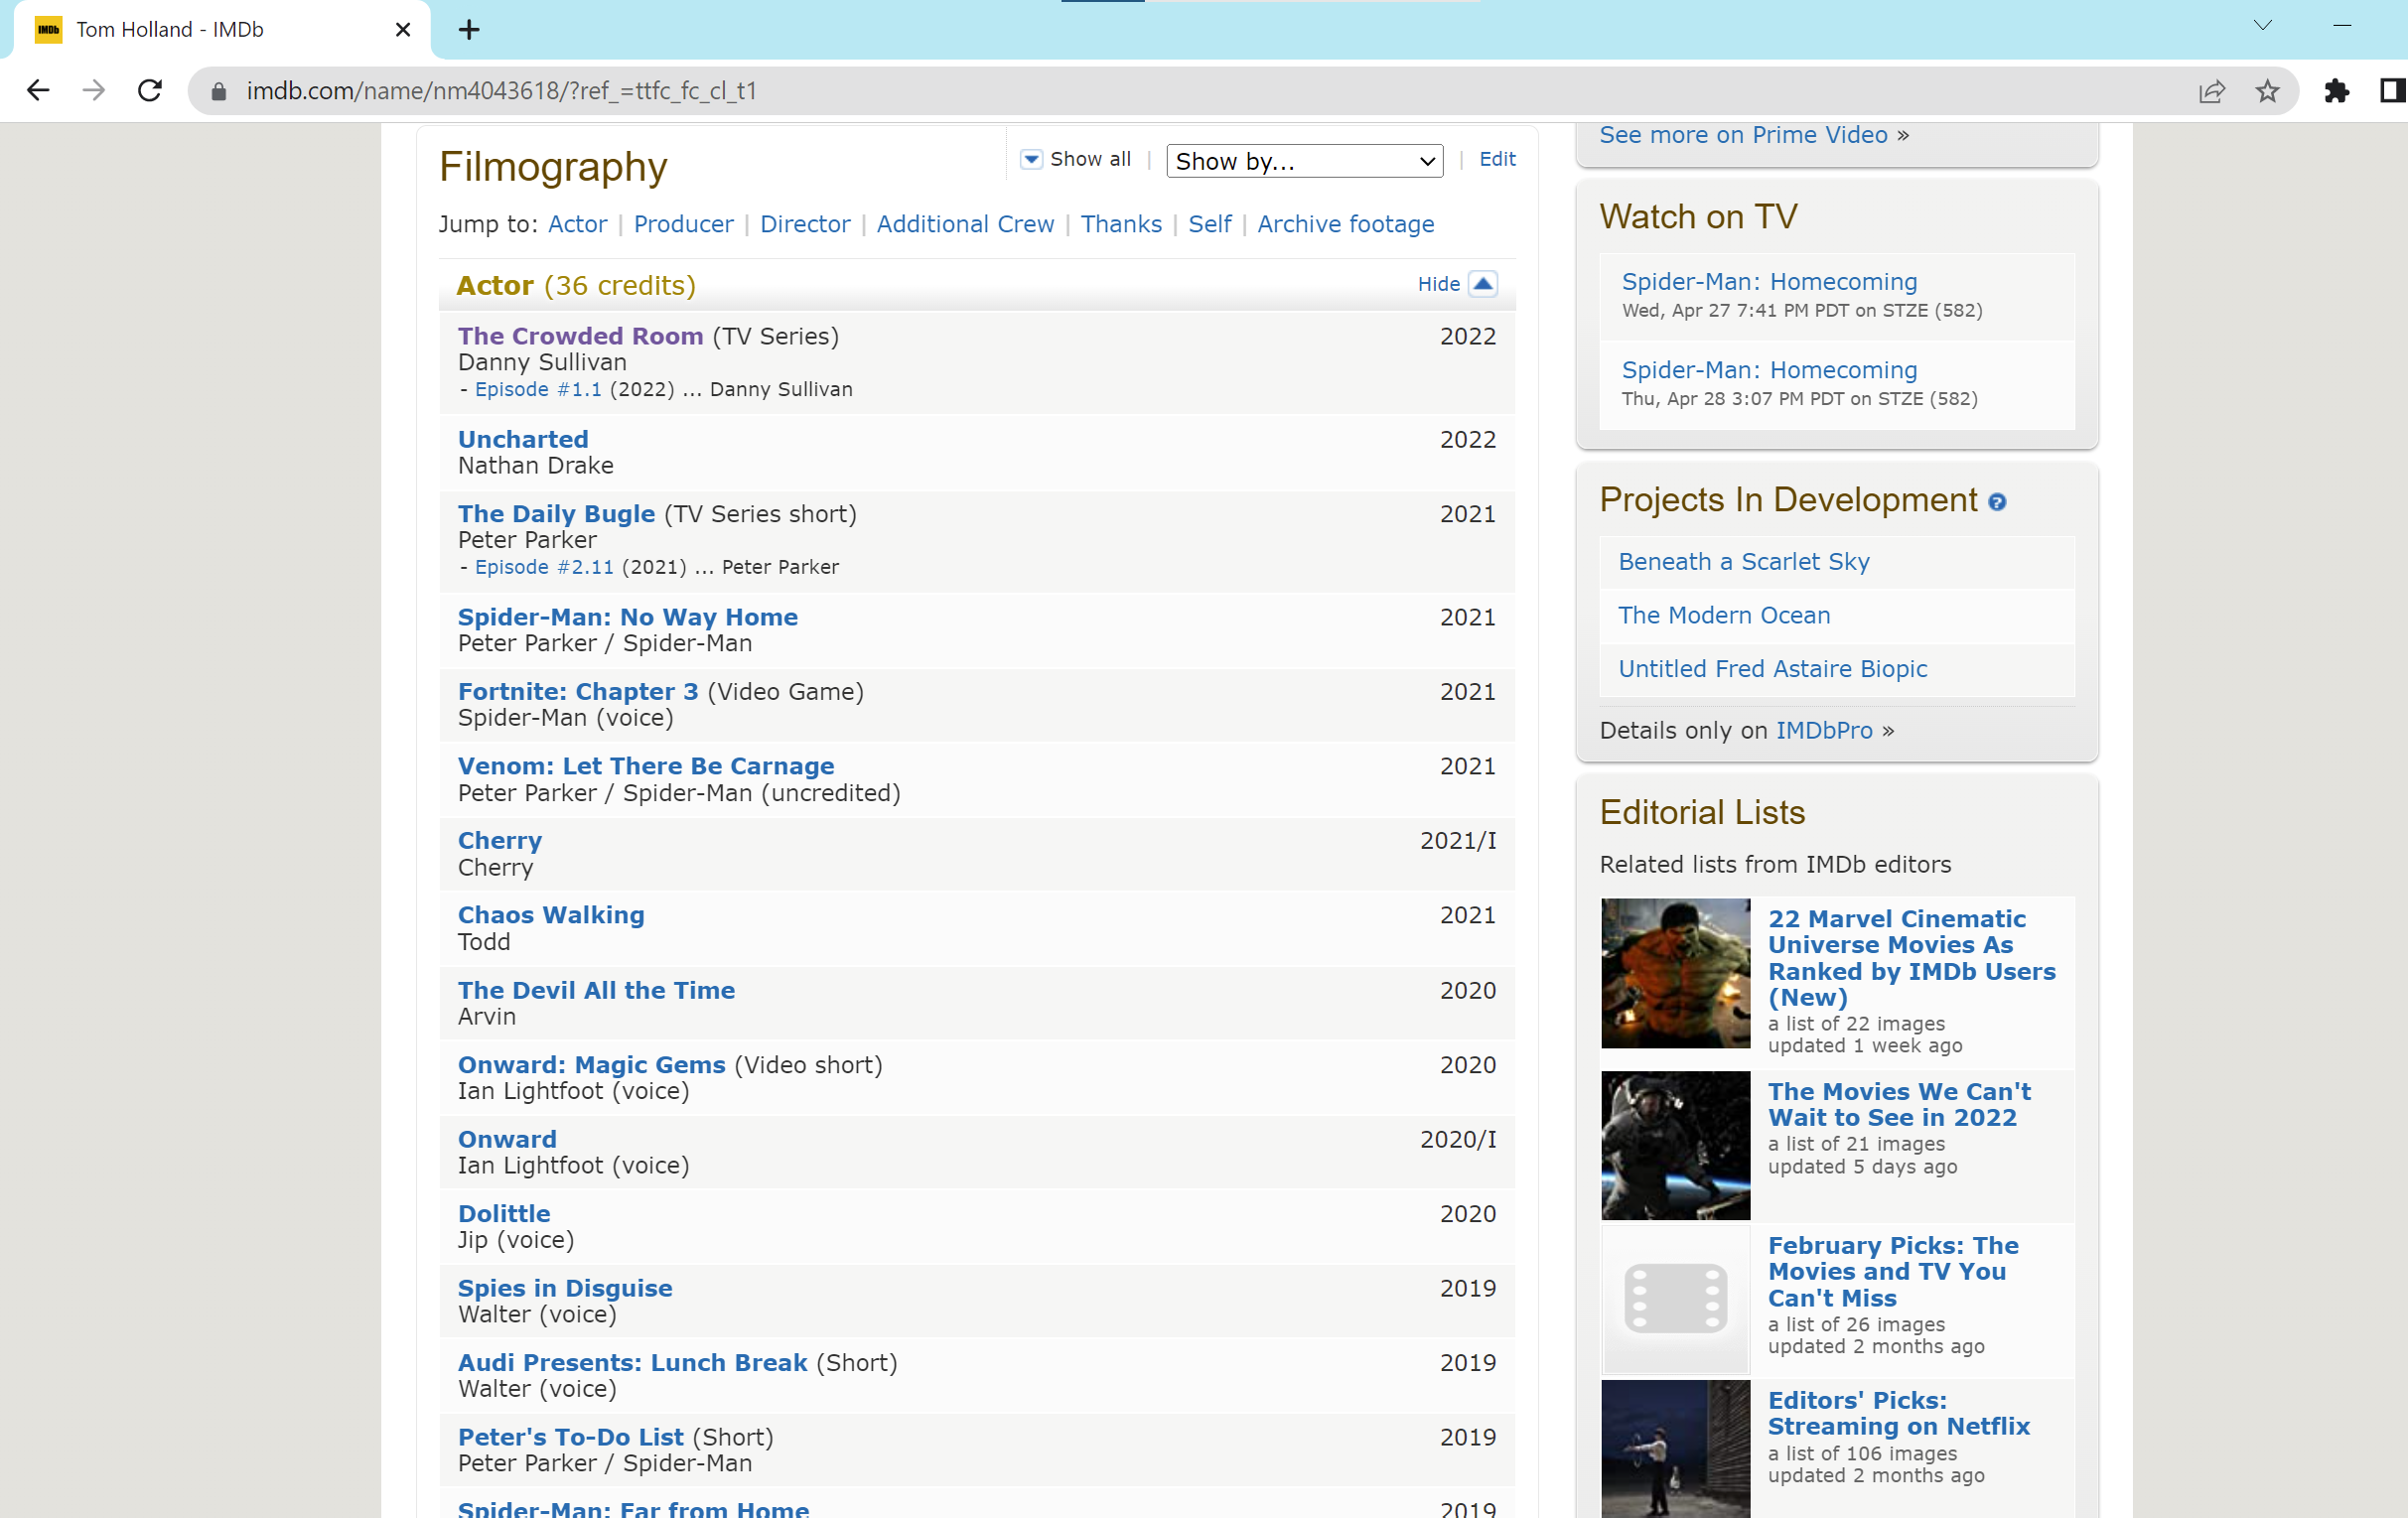 IMDb Tom Holland - IMDb
imdb.com/name/nm4043618/?ref_=ttfc_fc_cl_t1
Filmography
Show all | Show by... | Edit
Jump to: Actor | Producer | Director | Additional Crew | Thanks | Self | Archive footage
Actor (36 credits) Hide
The Crowded Room (TV Series) 2022
Danny Sullivan
- Episode #1.1 (2022) ... Danny Sullivan
Uncharted 2022
Nathan Drake
The Daily Bugle (TV Series short) 2021
Peter Parker
- Episode #2.11 (2021) ... Peter Parker
Spider-Man: No Way Home 2021
Peter Parker / Spider-Man
Fortnite: Chapter 3 (Video Game) 2021
Spider-Man (voice)
Venom: Let There Be Carnage 2021
Peter Parker / Spider-Man (uncredited)
Cherry 2021/I
Cherry
Chaos Walking 2021
Todd
The Devil All the Time 2020
Arvin
Onward: Magic Gems (Video short) 2020
Ian Lightfoot (voice)
Onward 2020/I
Ian Lightfoot (voice)
Dolittle 2020
Jip (voice)
Spies in Disguise 2019
Walter (voice)
Audi Presents: Lunch Break (Short) 2019
Walter (voice)
Peter's To-Do List (Short) 2019
Peter Parker / Spider-Man
Spider-Man: Far from Home 2019
See more on Prime Video »
Watch on TV
Spider-Man: Homecoming
Wed, Apr 27 7:41 PM PDT on STZE (582)
Spider-Man: Homecoming
Thu, Apr 28 3:07 PM PDT on STZE (582)
Projects In Development ?
Beneath a Scarlet Sky
The Modern Ocean
Untitled Fred Astaire Biopic
Details only on IMDbPro »
Editorial Lists
Related lists from IMDb editors
22 Marvel Cinematic
Universe Movies As
Ranked by IMDb Users
(New)
a list of 22 images
updated 1 week ago
The Movies We Can't
Wait to See in 2022
a list of 21 images
updated 5 days ago
February Picks: The
Movies and TV You
Can't Miss
a list of 26 images
updated 2 months ago
Editors' Picks:
Streaming on Netflix
a list of 106 images
updated 2 months ago